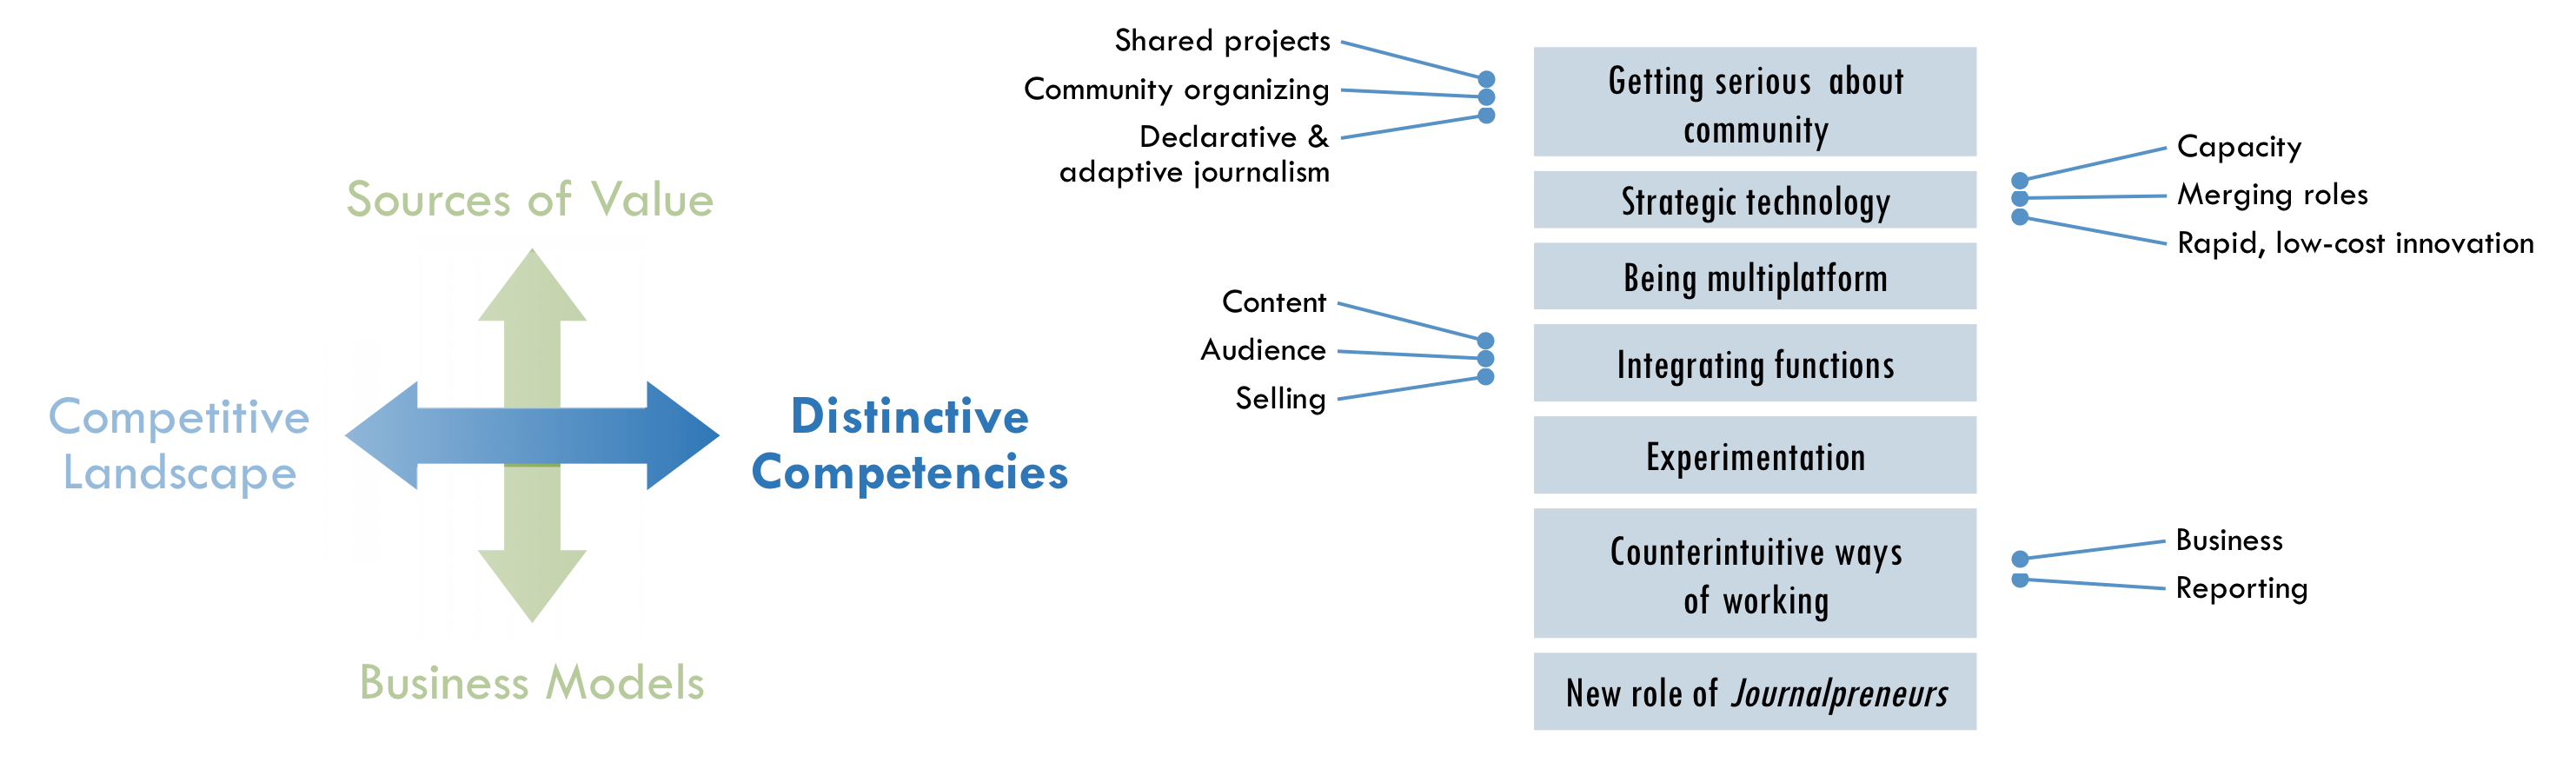 Sources of Value
Competitive
Landscape
Distinctive
Competencies
Business Models
Shared projects
Community organizing
Declarative &
adaptive journalism
Getting serious about
community
Strategic technology
Capacity
Merging roles
Rapid, low-cost innovation
Being multiplatform
Content
Audience
Selling
Integrating functions
Experimentation
Counterintuitive ways
of working
Business
Reporting
New role of Journalpreneurs